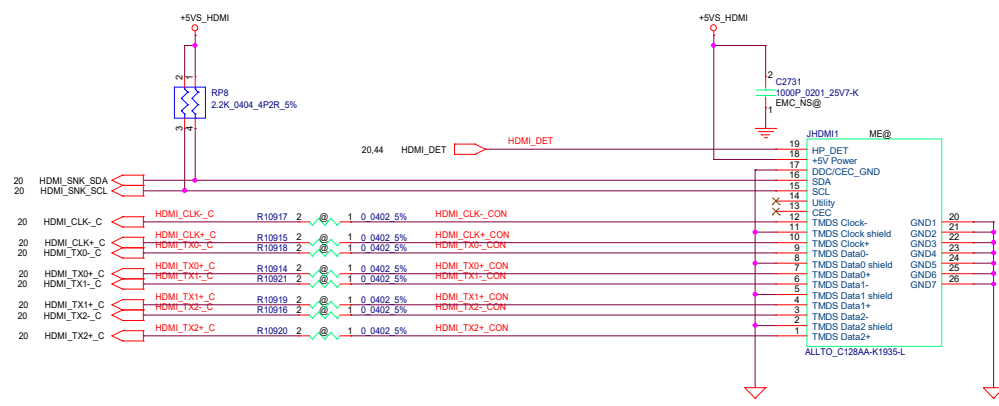 +5VS_HDMI
+5VS_HDMI
2
1
RP8
2.2K_0404_4P2R_5%
3
4
2
C2731
1000P_0201_25V7-K
EMC_NS@
1
JHDMI1 ME@
20,44 HDMI_DET HDMI_DET 19 HP_DET
18 +5V Power
17 DDC/CEC_GND
20 HDMI_SNK_SDA 16 SDA
20 HDMI_SNK_SCL 15 SCL
14 Utility
13 CEC
20 HDMI_CLK-_C HDMI_CLK-_C R10917 2 @ 1 0_0402_5% HDMI_CLK-_CON 12 TMDS Clock- GND1 20
11 TMDS Clock shield GND2 21
20 HDMI_CLK+_C HDMI_CLK+_C R10915 2 @ 1 0_0402_5% HDMI_CLK+_CON 10 TMDS Clock+ GND3 22
20 HDMI_TX0-_C HDMI_TX0-_C R10918 2 @ 1 0_0402_5% HDMI_TX0-_CON 9 TMDS Data0- GND4 23
8 TMDS Data0 shield GND5 24
20 HDMI_TX0+_C HDMI_TX0+_C R10914 2 @ 1 0_0402_5% HDMI_TX0+_CON 7 TMDS Data0+ GND6 25
20 HDMI_TX1-_C HDMI_TX1-_C R10921 2 @ 1 0_0402_5% HDMI_TX1-_CON 6 TMDS Data1- GND7 26
5 TMDS Data1 shield
20 HDMI_TX1+_C HDMI_TX1+_C R10919 2 @ 1 0_0402_5% HDMI_TX1+_CON 4 TMDS Data1+
20 HDMI_TX2-_C HDMI_TX2-_C R10916 2 @ 1 0_0402_5% HDMI_TX2-_CON 3 TMDS Data2-
2 TMDS Data2 shield
20 HDMI_TX2+_C HDMI_TX2+_C R10920 2 @ 1 0_0402_5% HDMI_TX2+_CON 1 TMDS Data2+
ALLTO_C128AA-K1935-L